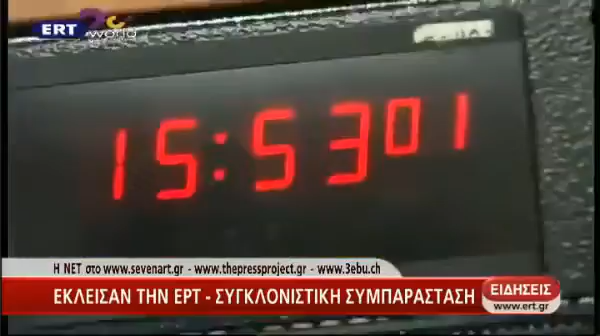 ERT world
15:53 01
Η ΝΕΤ στο www.sevenart.gr - www.thepressproject.gr - www.3ebu.ch
ΕΚΛΕΙΣΑΝ ΤΗΝ ΕΡΤ - ΣΥΓΚΛΟΝΙΣΤΙΚΗ ΣΥΜΠΑΡΑΣΤΑΣΗ
ΕΙΔΗΣΕΙΣ
www.ert.gr